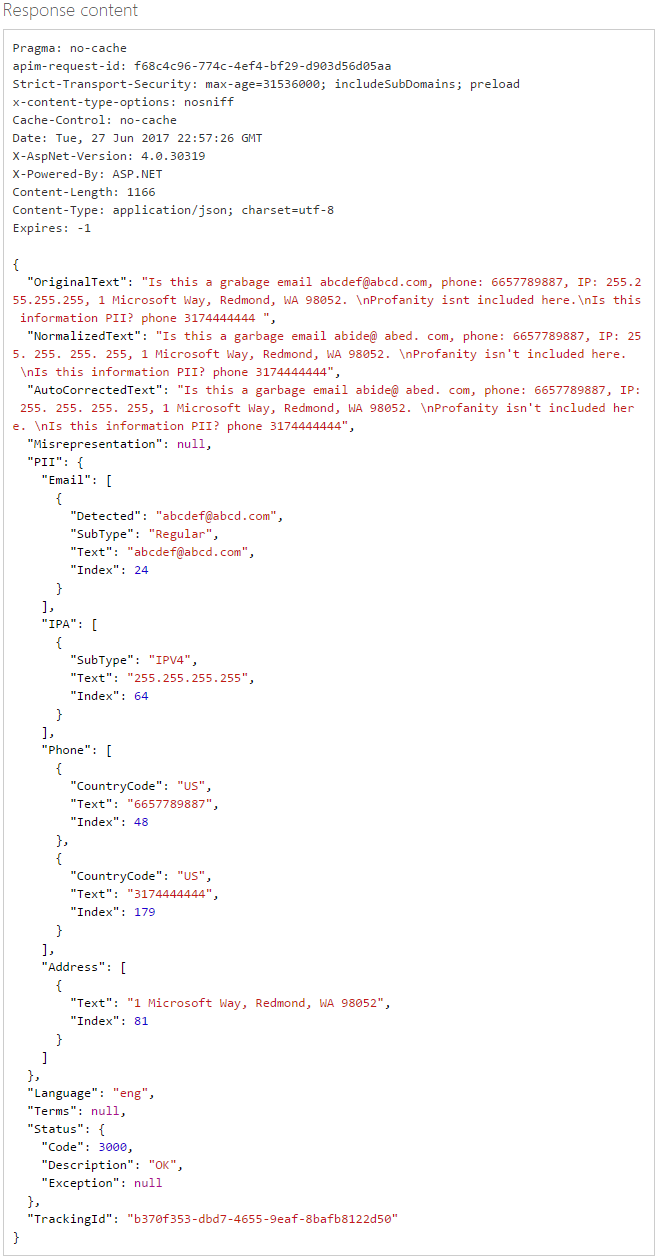 Response content
Pragma: no-cache
apim-request-id: f68c4c96-774c-4ef4-bf29-d903d56d05aa
Strict-Transport-Security: max-age=31536000; includeSubDomains; preload
x-content-type-options: nosniff
Cache-Control: no-cache
Date: Tue, 27 Jun 2017 22:57:26 GMT
X-AspNet-Version: 4.0.30319
X-Powered-By: ASP.NET
Content-Length: 1166
Content-Type: application/json; charset=utf-8
Expires: -1
{
  "OriginalText": "Is this a grabage email abcdef@abcd.com, phone: 6657789887, IP: 255.2
55.255.255, 1 Microsoft Way, Redmond, WA 98052. \nProfanity isnt included here.\nIs this
 information PII? phone 3174444444 ",
  "NormalizedText": "Is this a garbage email abide@ abed. com, phone: 6657789887, IP: 25
5. 255. 255. 255, 1 Microsoft Way, Redmond, WA 98052. \nProfanity isn't included here.
 \nIs this information PII? phone 3174444444",
  "AutoCorrectedText": "Is this a garbage email abide@ abed. com, phone: 6657789887, IP:
 255. 255. 255. 255, 1 Microsoft Way, Redmond, WA 98052. \nProfanity isn't included her
e. \nIs this information PII? phone 3174444444",
  "Misrepresentation": null,
  "PII": {
    "Email": [
      {
        "Detected": "abcdef@abcd.com",
        "SubType": "Regular",
        "Text": "abcdef@abcd.com",
        "Index": 24
      }
    ],
    "IPA": [
      {
        "SubType": "IPV4",
        "Text": "255.255.255.255",
        "Index": 64
      }
    ],
    "Phone": [
      {
        "CountryCode": "US",
        "Text": "6657789887",
        "Index": 48
      },
      {
        "CountryCode": "US",
        "Text": "3174444444",
        "Index": 179
      }
    ],
    "Address": [
      {
        "Text": "1 Microsoft Way, Redmond, WA 98052",
        "Index": 81
      }
    ]
  },
  "Language": "eng",
  "Terms": null,
  "Status": {
    "Code": 3000,
    "Description": "OK",
    "Exception": null
  },
  "TrackingId": "b370f353-dbd7-4655-9eaf-8bafb8122d50"
}